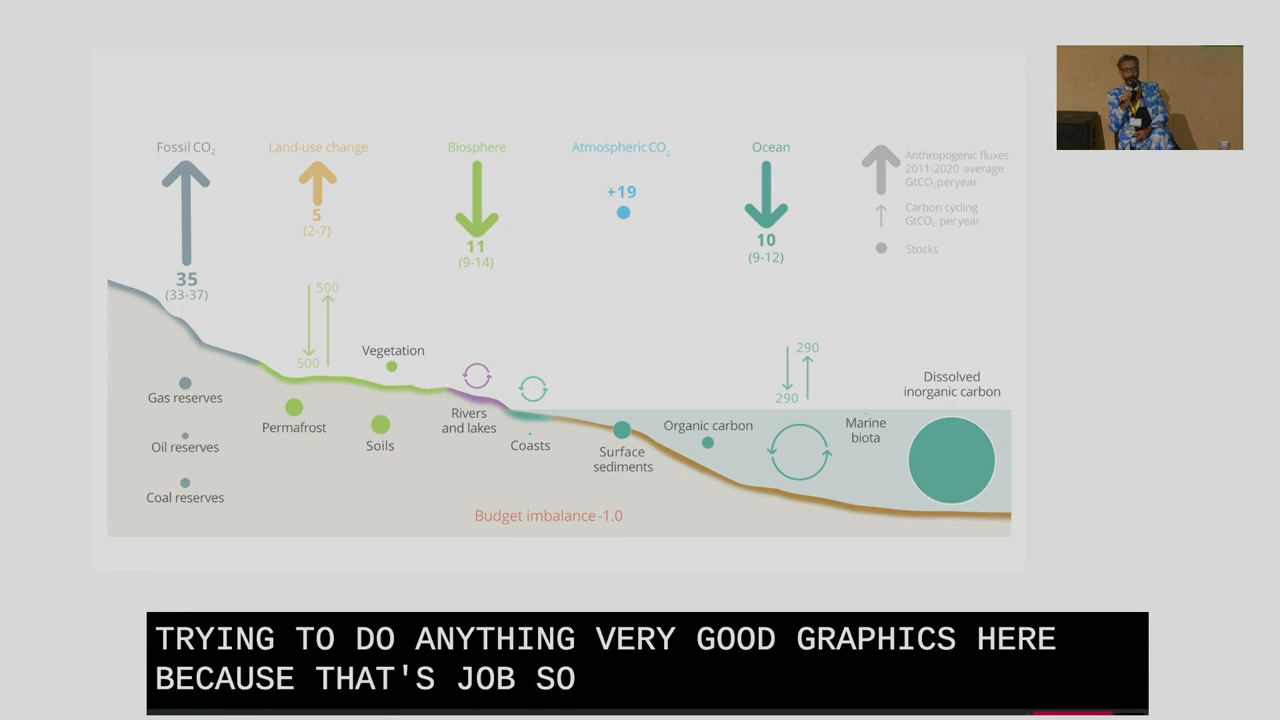 Fossil CO₂
Land-use change
Biosphere
Atmospheric CO₂
Ocean
Anthropogenic fluxes
2011-2020 average
GtCO₂ per year
Carbon cycling
GtCO₂ per year
Stocks
+19
5
(2-7)
11
(9-14)
10
(9-12)
35
(33-37)
500
500
290
290
Vegetation
Gas reserves
Permafrost
Soils
Rivers
and lakes
Coasts
Surface
sediments
Organic carbon
Marine
biota
Dissolved
inorganic carbon
Oil reserves
Coal reserves
Budget imbalance -1.0
TRYING TO DO ANYTHING VERY GOOD GRAPHICS HERE
BECAUSE THAT'S JOB SO